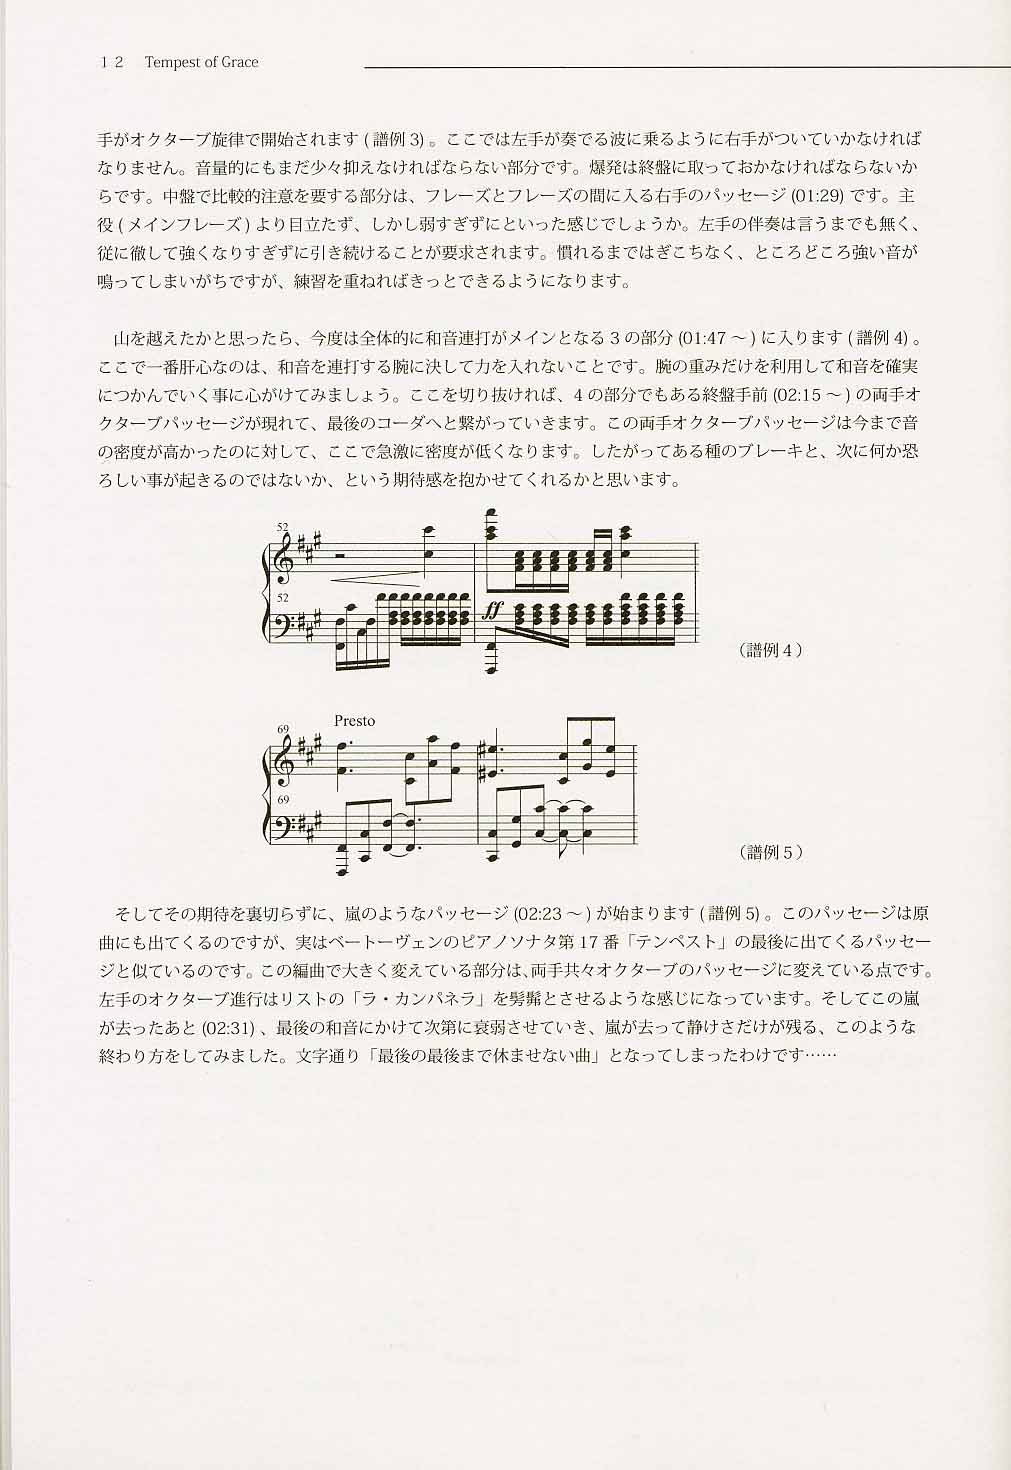 12 Tempest of Grace
手がオクターブ旋律で開始されます ( 譜例 3) 。ここでは左手が奏でる波に乗るように右手がついていかなければ
なりません。音量的にもまだ少々抑えなければならない部分です。爆発は終盤に取っておかなければならないか
らです。中盤で比較的注意を要する部分は、フレーズとフレーズの間に入る右手のパッセージ (01:29) です。主
役 ( メインフレーズ ) より目立たず、しかし弱すぎずにといった感じでしょうか。左手の伴奏は言うまでも無く、
従に徹して強くなりすぎずに引き続けることが要求されます。慣れるまではぎこちなく、ところどころ強い音が
鳴ってしまいがちですが、練習を重ねればきっとできるようになります。
山を越えたかと思ったら、今度は全体的に和音連打がメインとなる 3 の部分 (01:47 ～ ) に入ります ( 譜例 4) 。
ここで一番肝心なのは、和音を連打する腕に決して力を入れないことです。腕の重みだけを利用して和音を確実
につかんでいく事に心がけてみましょう。ここを切り抜ければ、4 の部分でもある終盤手前 (02:15 ～ ) の両手オ
クターブパッセージが現れて、最後のコーダへと繋がっていきます。この両手オクターブパッセージは今まで音
の密度が高かったのに対して、ここで急激に密度が低くなります。したがってある種のブレーキと、次に何か恐
ろしい事が起きるのではないか、という期待感を抱かせてくれるかと思います。
52
52
ff
（譜例４）
Presto
69
69
（譜例５）
そしてその期待を裏切らずに、嵐のようなパッセージ (02:23 ～ ) が始まります ( 譜例 5) 。このパッセージは原
曲にも出てくるのですが、実はベートーヴェンのピアノソナタ第 17 番「テンペスト」の最後に出てくるパッセー
ジと似ているのです。この編曲で大きく変えている部分は、両手共々オクターブのパッセージに変えている点です。
左手のオクターブ進行はリストの「ラ・カンパネラ」を髣髴とさせるような感じになっています。そしてこの嵐
が去ったあと (02:31) 、最後の和音にかけて次第に衰弱させていき、嵐が去って静けさだけが残る、このような
終わり方をしてみました。文字通り「最後の最後まで休ませない曲」となってしまったわけです……